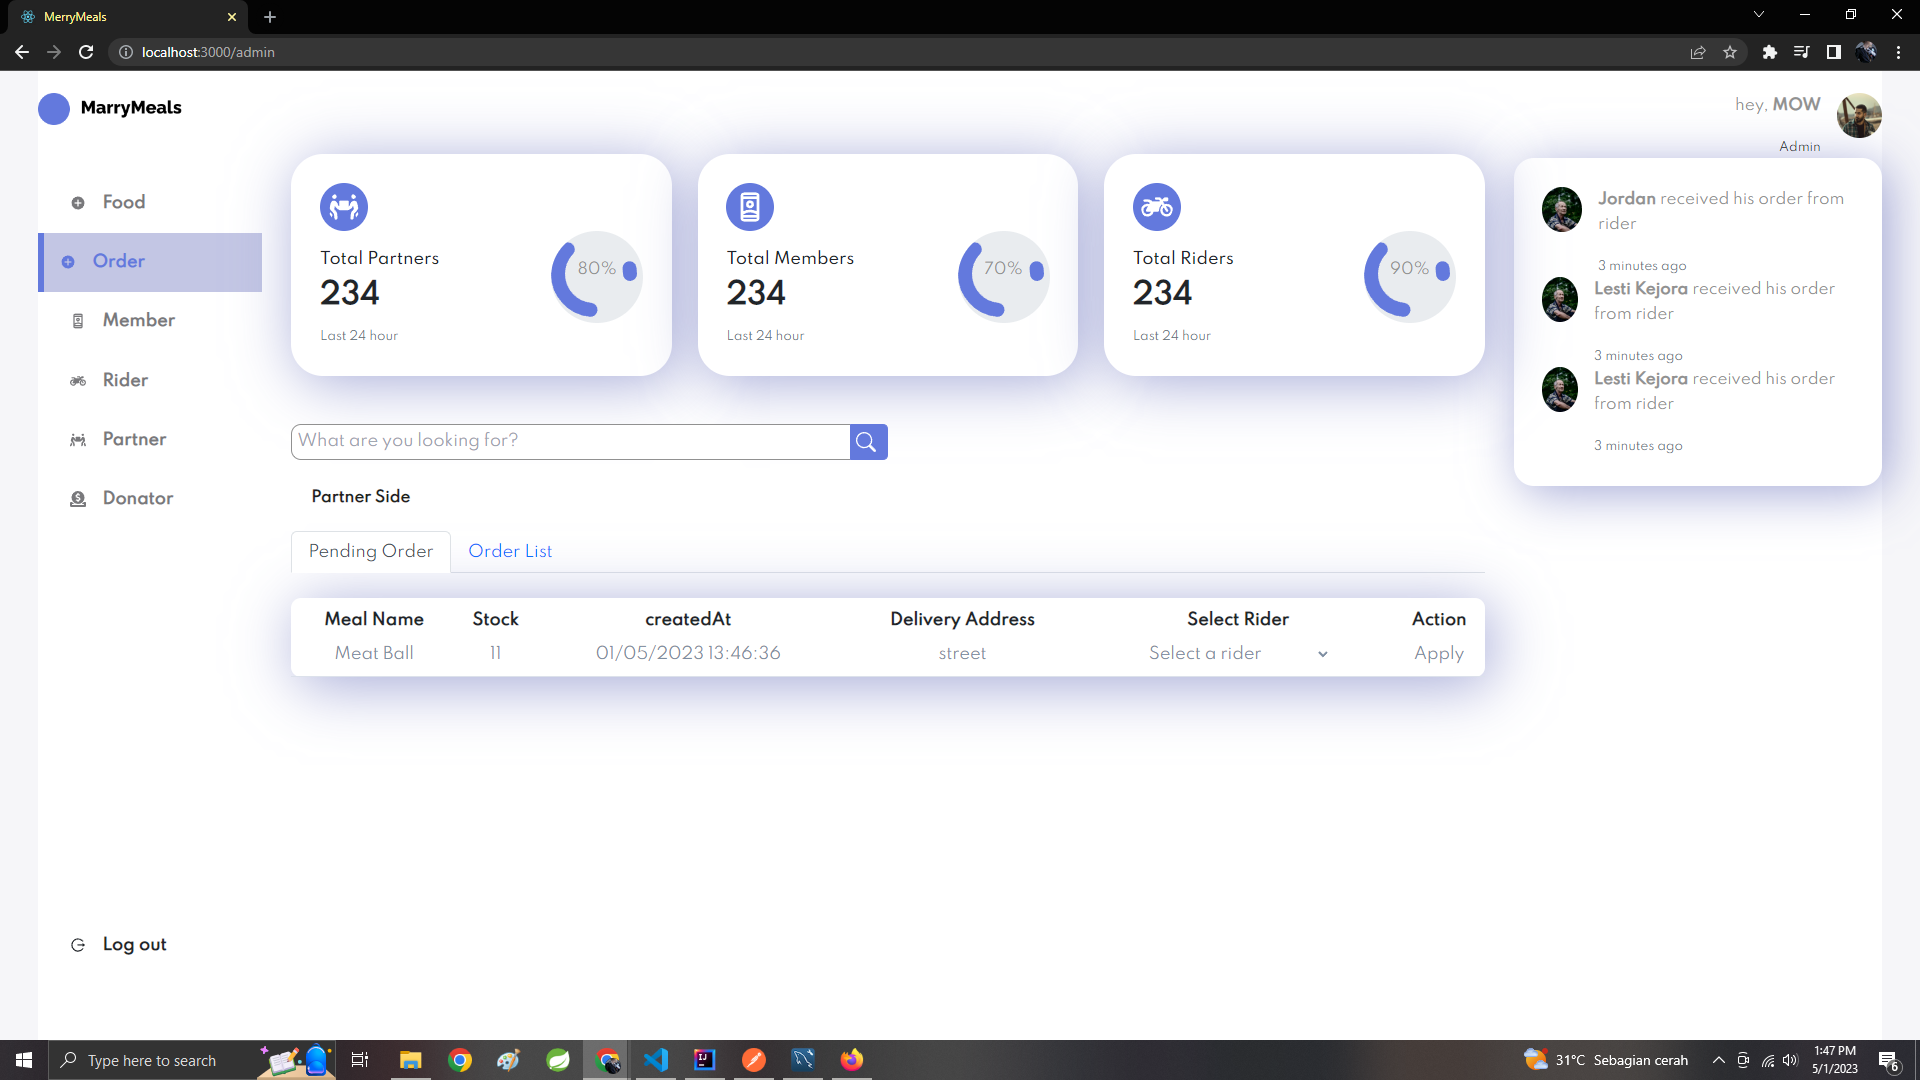 MerryMeals
localhost:3000/admin
MarryMeals
hey, MOW
Admin
Food
Order
Member
Rider
Partner
Donator
Log out
Total Partners
234
Last 24 hour
80%
Total Members
234
Last 24 hour
70%
Total Riders
234
Last 24 hour
90%
Jordan received his order from
rider
3 minutes ago
Lesti Kejora received his order
from rider
3 minutes ago
Lesti Kejora received his order
from rider
3 minutes ago
What are you looking for?
Partner Side
Pending Order Order List
Meal Name Stock createdAt Delivery Address Select Rider Action
Meat Ball 11 01/05/2023 13:46:36 street Select a rider Apply
Type here to search
31°C Sebagian cerah
1:47 PM
5/1/2023
6